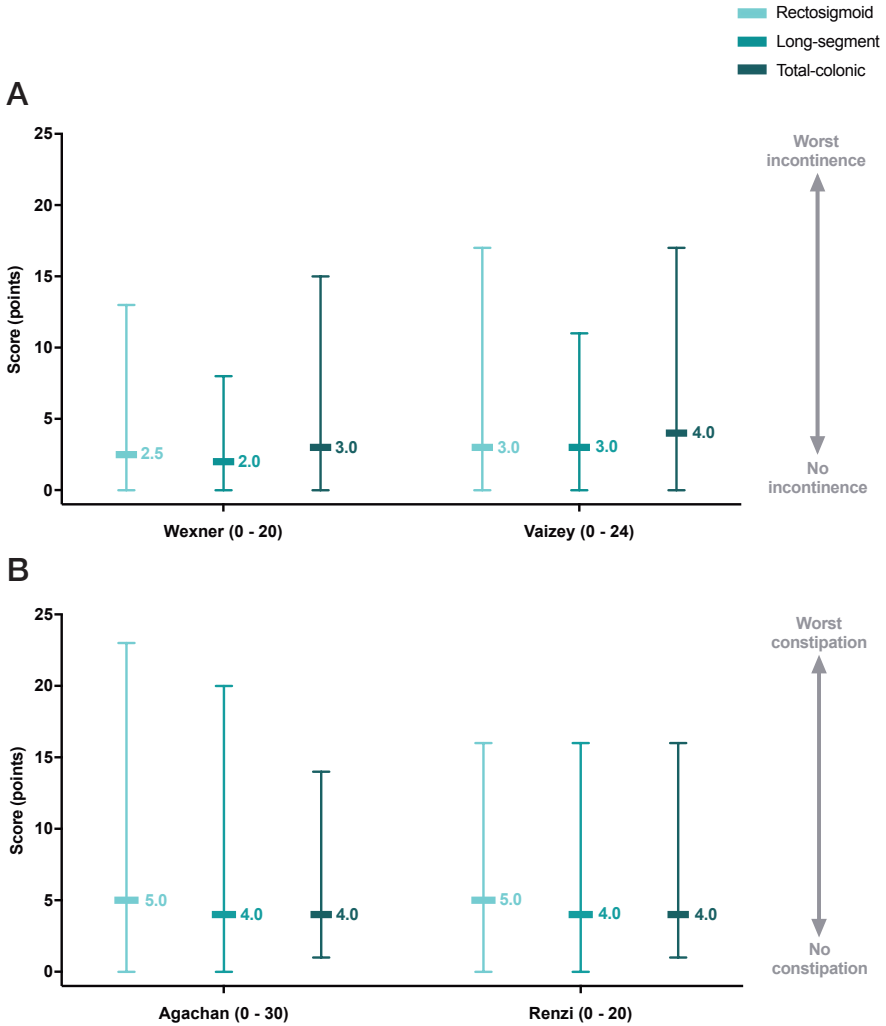 Rectosigmoid
Long-segment
Total-colonic
A
Score (points)
25
20
15
10
5
0
2.5
2.0
3.0
3.0
3.0
4.0
Wexner (0 - 20)
Vaizey (0 - 24)
Worst
incontinence
No
incontinence
B
Score (points)
25
20
15
10
5
0
5.0
4.0
4.0
5.0
4.0
4.0
Agachan (0 - 30)
Renzi (0 - 20)
Worst
constipation
No
constipation